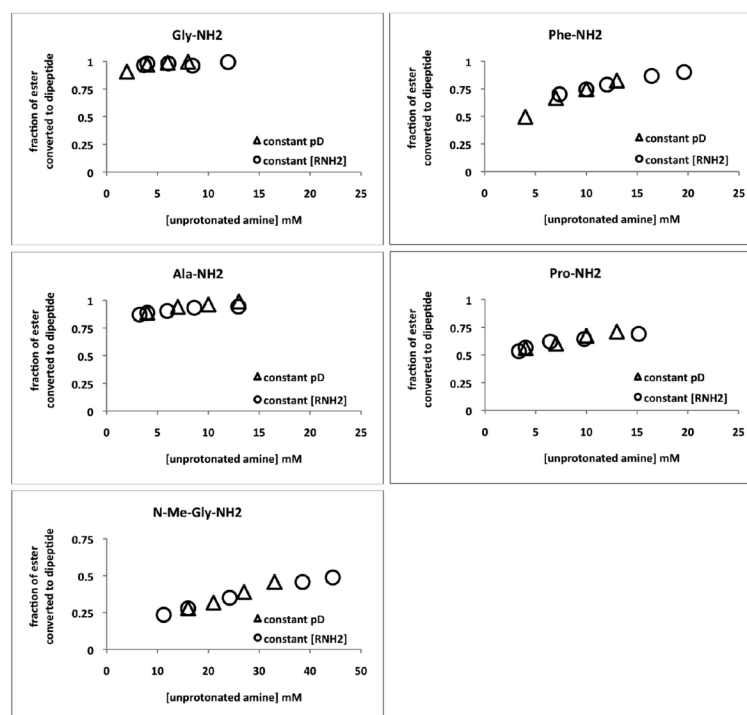 Gly-NH2
fraction of ester
converted to dipeptide
1
0.75
0.5
0.25
0
constant pD
constant [RNH2]
0 5 10 15 20 25
[unprotonated amine] mM
Phe-NH2
fraction of ester
converted to dipeptide
1
0.75
0.5
0.25
0
constant pD
constant [RNH2]
0 5 10 15 20 25
[unprotonated amine] mM
Ala-NH2
fraction of ester
converted to dipeptide
1
0.75
0.5
0.25
0
constant pD
constant [RNH2]
0 5 10 15 20 25
[unprotonated amine] mM
Pro-NH2
fraction of ester
converted to dipeptide
1
0.75
0.5
0.25
0
constant pD
constant [RNH2]
0 5 10 15 20 25
[unprotonated amine] mM
N-Me-Gly-NH2
fraction of ester
converted to dipeptide
0.75
0.5
0.25
0
constant pD
constant [RNH2]
0 10 20 30 40 50
[unprotonated amine] mM